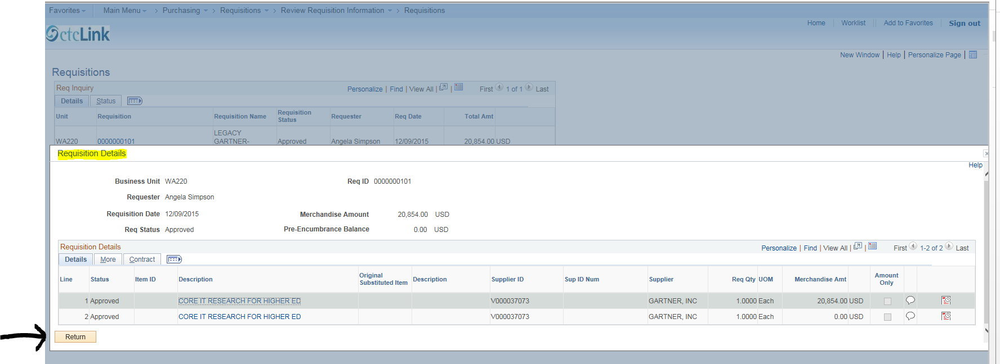 Favorites Main Menu > Purchasing > Requisitions > Review Requisition Information > Requisitions
Home Worklist Add to Favorites Sign out
ctcLink
New Window | Help | Personalize Page |
Requisitions
Req Inquiry Personalize | Find | View All | | First 1 of 1 Last
Details Status
Unit Requisition Requisition Name Requisition Status Requester Req Date Total Amt
WA220 0000000101 LEGACY GARTNER- Approved Angela Simpson 12/09/2015 20,854.00 USD
Requisition Details
Help
Business Unit WA220 Req ID 0000000101
Requester Angela Simpson
Requisition Date 12/09/2015 Merchandise Amount 20,854.00 USD
Req Status Approved Pre-Encumbrance Balance 0.00 USD
Requisition Details Personalize | Find | View All | | First 1-2 of 2 Last
Details More Contract
Line Status Item ID Description Original Substituted Item Description Supplier ID Sup ID Num Supplier Req Qty UOM Merchandise Amt Amount Only
1 Approved CORE IT RESEARCH FOR HIGHER ED V000037073 GARTNER, INC 1.0000 Each 20,854.00 USD
2 Approved CORE IT RESEARCH FOR HIGHER ED V000037073 GARTNER, INC 1.0000 Each 0.00 USD
Return